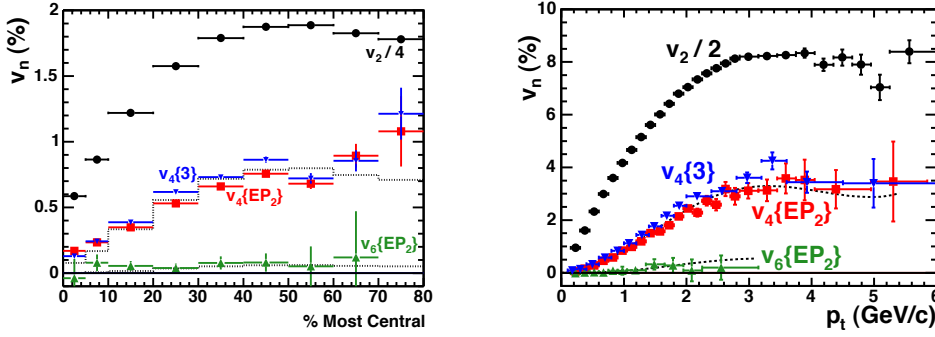 v_n (%)
2
1.5
1
0.5
0
v_2 / 4
v_4{3}
v_4{EP_2}
v_6{EP_2}
0 10 20 30 40 50 60 70 80
% Most Central
v_n (%)
10
8
6
4
2
0
v_2 / 2
v_4{3}
v_4{EP_2}
v_6{EP_2}
0 1 2 3 4 5 6
p_t (GeV/c)